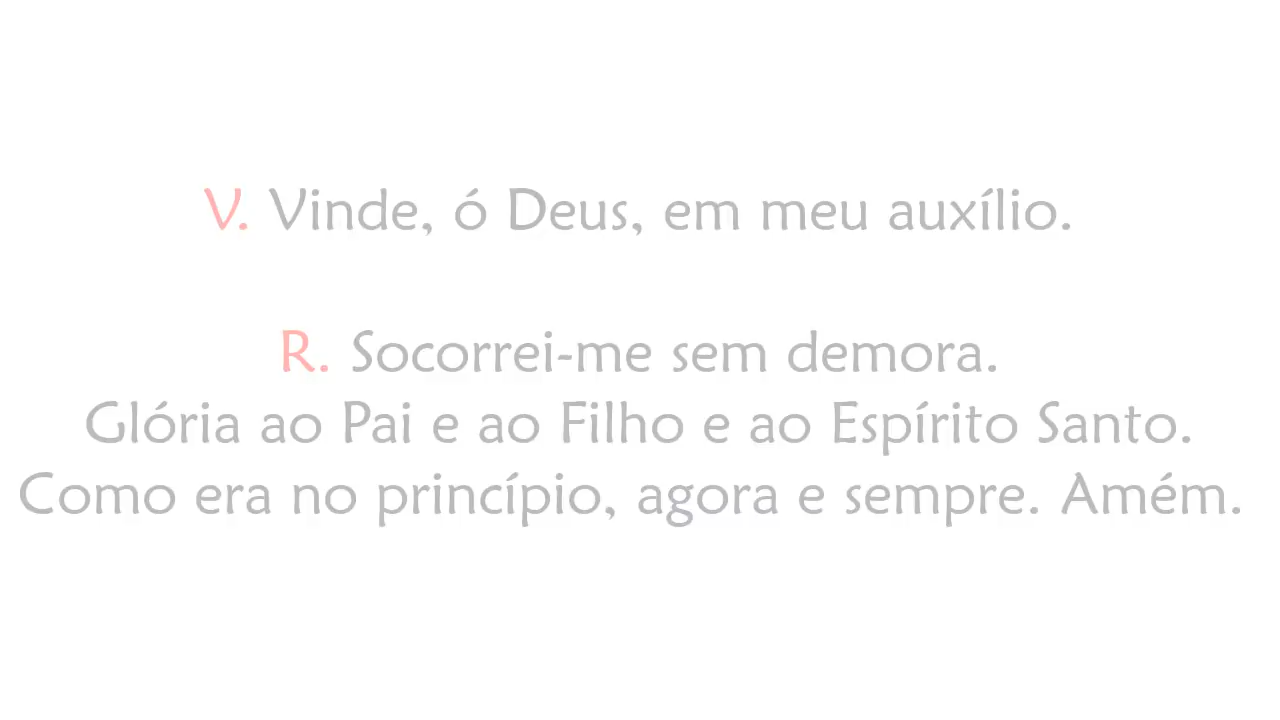 V. Vinde, ó Deus, em meu auxílio.
R. Socorrei-me sem demora.
Glória ao Pai e ao Filho e ao Espírito Santo.
Como era no princípio, agora e sempre. Amém.